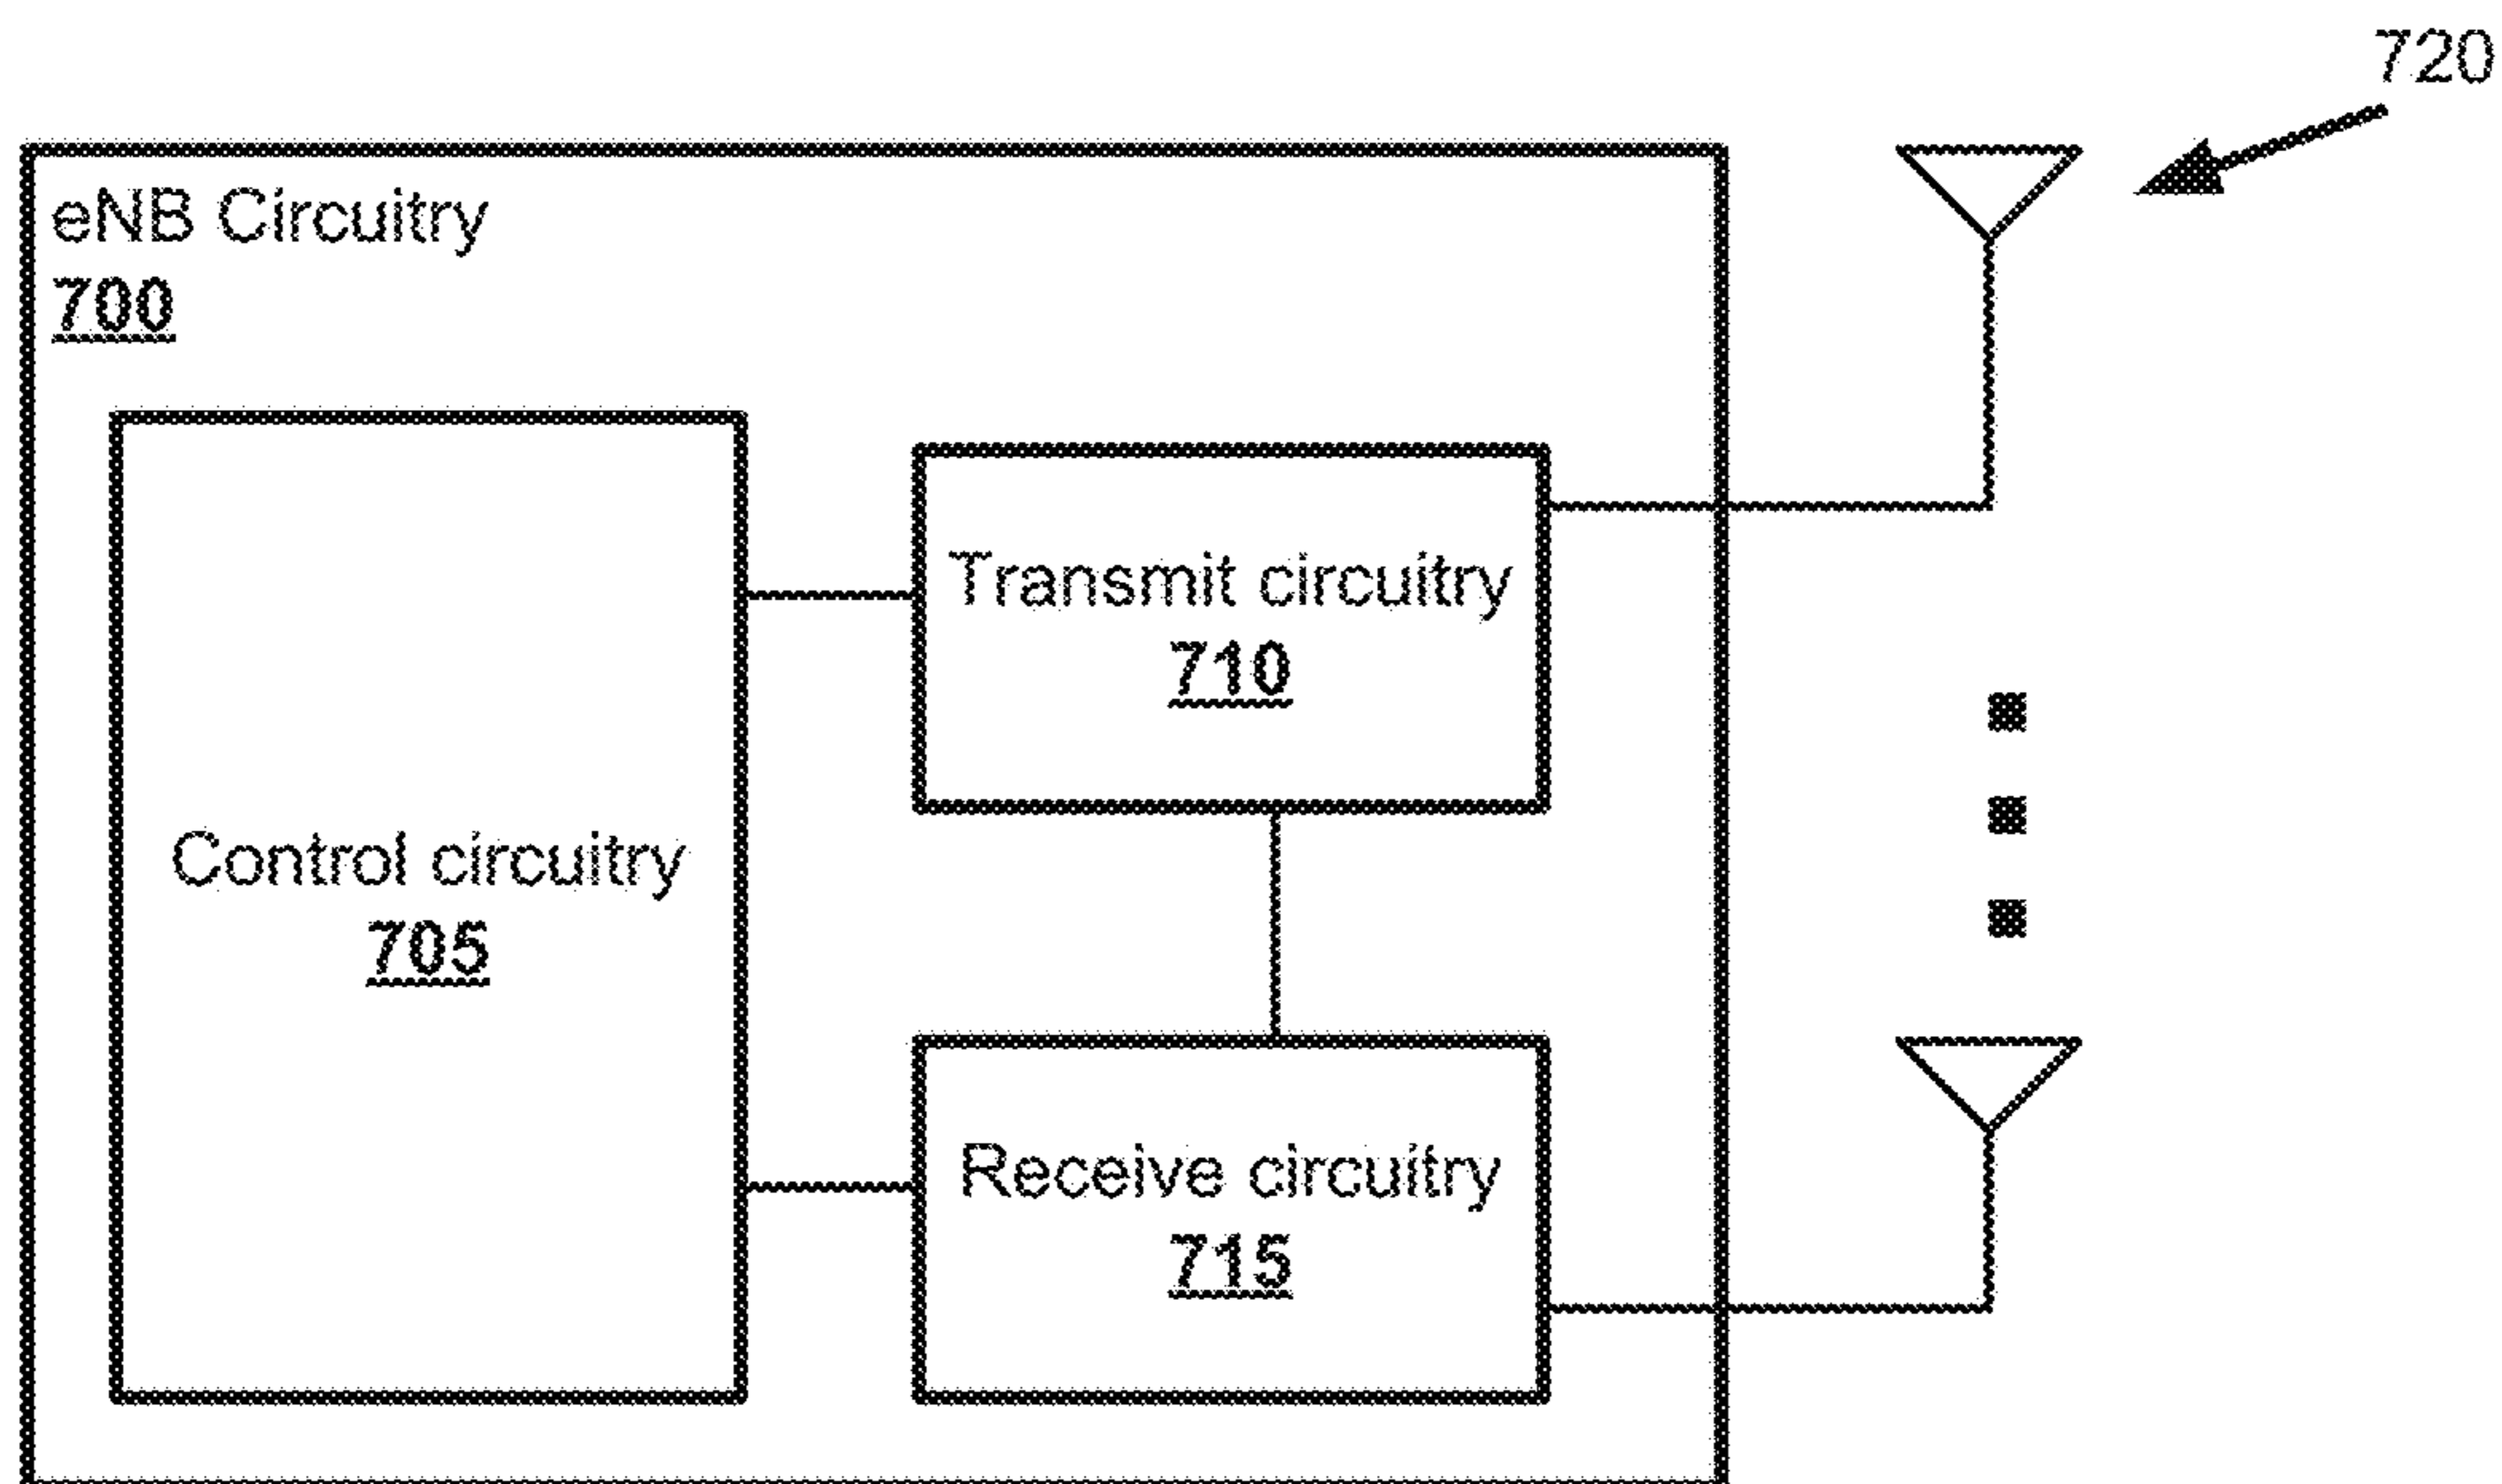 720
eNB Circuitry
700
Transmit circuitry
710
Control circuitry
705
Receive circuitry
715